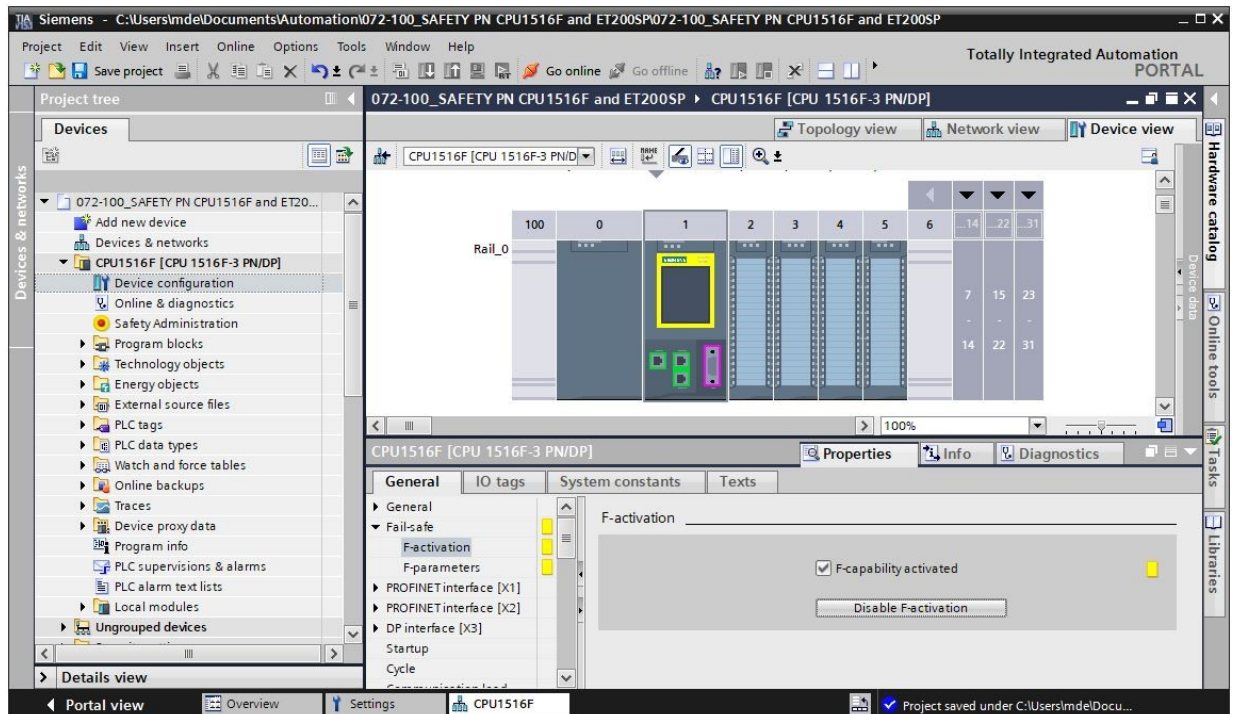 Siemens - C:\Users\mde\Documents\Automation\072-100_SAFETY PN CPU1516F and ET200SP\072-100_SAFETY PN CPU1516F and ET200SP
Project Edit View Insert Online Options Tools Window Help
Totally Integrated Automation
PORTAL
Save project
Go online
Go offline
Project tree
072-100_SAFETY PN CPU1516F and ET200SP CPU1516F [CPU 1516F-3 PN/DP]
Devices
Topology view
Network view
Device view
CPU1516F [CPU 1516F-3 PN/D
Devices & networks
072-100_SAFETY PN CPU1516F and ET20...
Add new device
Devices & networks
CPU1516F [CPU 1516F-3 PN/DP]
Device configuration
Online & diagnostics
Safety Administration
Program blocks
Technology objects
Energy objects
External source files
PLC tags
PLC data types
Watch and force tables
Online backups
Traces
Device proxy data
Program info
PLC supervisions & alarms
PLC alarm text lists
Local modules
Ungrouped devices
Details view
100 0 1 2 3 4 5 6 ...14 ...22 ...31
Rail_0
SIEMENS
7 15 23
- - -
14 22 31
100%
Device data
Hardware catalog
Online tools
Tasks
Libraries
CPU1516F [CPU 1516F-3 PN/DP]
Properties
Info
Diagnostics
General
IO tags
System constants
Texts
General
Fail-safe
F-activation
F-parameters
PROFINET interface [X1]
PROFINET interface [X2]
DP interface [X3]
Startup
Cycle
F-activation
F-capability activated
Disable F-activation
Portal view
Overview
Settings
CPU1516F
Project saved under C:\Users\mde\Docu...